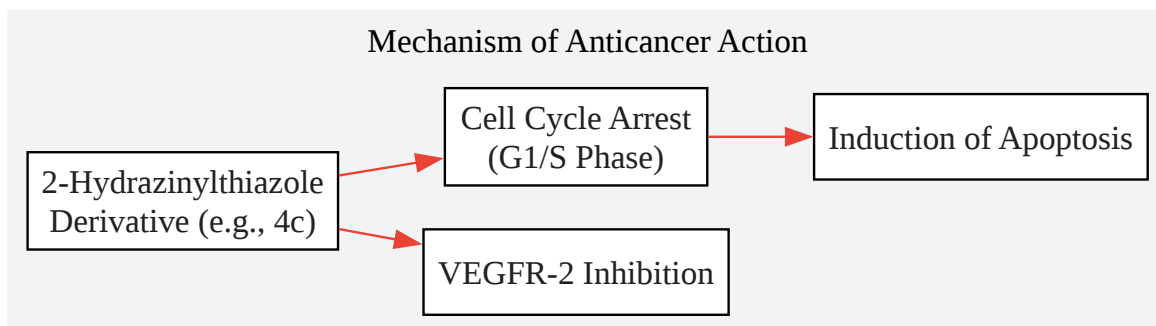 Mechanism of Anticancer Action
2-Hydrazinylthiazole
Derivative (e.g., 4c)
Cell Cycle Arrest
(G1/S Phase)
Induction of Apoptosis
VEGFR-2 Inhibition